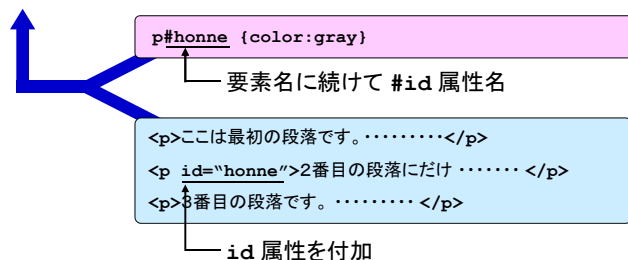 p#honne {color:gray}
要素名に続けて #id 属性名
<p>ここは最初の段落です。·········</p>
<p id=“honne”>2番目の段落にだけ ······· </p>
<p>3番目の段落です。 ········· </p>
id 属性を付加